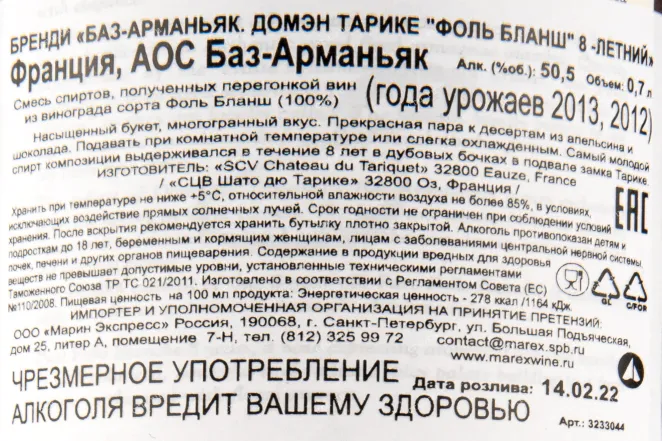 БРЕНДИ «БАЗ-АРМАНЬЯК. ДОМЭН ТАРИКЕ "ФОЛЬ БЛАНШ" 8 -ЛЕТНИЙ»
Франция, АОС Баз-Арманьяк Алк. (%об.): 50,5 Объем: 0,7 л
Смесь спиртов, полученных перегонкой вин
из винограда сорта Фоль Бланш (100%) (года урожаев 2013, 2012)
Насыщенный букет, многогранный вкус. Прекрасная пара к десертам из апельсина и
шоколада. Подавать при комнатной температуре или слегка охлажденным. Самый молодой
спирт композиции выдерживался в течение 8 лет в дубовых бочках в подвале замка Тарике.
ИЗГОТОВИТЕЛЬ: «SCV Chateau du Tariquet» 32800 Eauze, France
/ «СЦВ Шато дю Тарике» 32800 Оз, Франция /
Хранить при температуре не ниже +5°C, относительной влажности воздуха не более 85%, в условиях,
исключающих воздействие прямых солнечных лучей. Срок годности не ограничен при соблюдении условий
хранения. После вскрытия рекомендуется хранить бутылку плотно закрытой. Алкоголь противопоказан детям и
подросткам до 18 лет, беременным и кормящим женщинам, лицам с заболеваниями центральной нервной системы,
почек, печени и других органов пищеварения. Содержание в продукции вредных для здоровья
веществ не превышает допустимые уровни, установленные техническими регламентами
Таможенного Союза ТР ТС 021/2011. Изготовлено в соответствии с Регламентом Совета (ЕС)
№110/2008. Пищевая ценность на 100 мл продукта: Энергетическая ценность - 278 ккал /1164 кДж.
EAC
GL C/FOR
ИМПОРТЕР И УПОЛНОМОЧЕННАЯ ОРГАНИЗАЦИЯ НА ПРИНЯТИЕ ПРЕТЕНЗИЙ:
ООО «Марин Экспресс» Россия, 190068, г. Санкт-Петербург, ул. Большая Подъяческая,
дом 25, литер А, помещение 7-Н, тел. (812) 325 99 72 contact@marex.spb.ru
www.marexwine.ru
ЧРЕЗМЕРНОЕ УПОТРЕБЛЕНИЕ Дата розлива: 14.02.22
АЛКОГОЛЯ ВРЕДИТ ВАШЕМУ ЗДОРОВЬЮ Арт.: 3233044